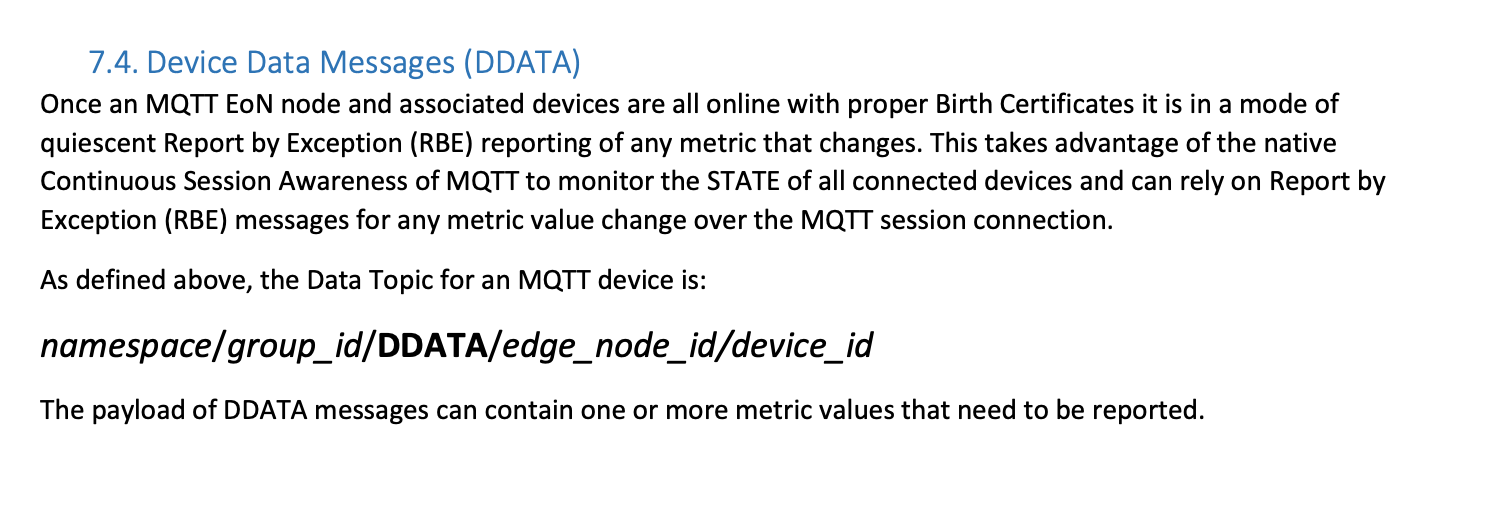 7.4. Device Data Messages (DDATA)
Once an MQTT EoN node and associated devices are all online with proper Birth Certificates it is in a mode of
quiescent Report by Exception (RBE) reporting of any metric that changes. This takes advantage of the native
Continuous Session Awareness of MQTT to monitor the STATE of all connected devices and can rely on Report by
Exception (RBE) messages for any metric value change over the MQTT session connection.
As defined above, the Data Topic for an MQTT device is:
namespace/group_id/DDATA/edge_node_id/device_id
The payload of DDATA messages can contain one or more metric values that need to be reported.